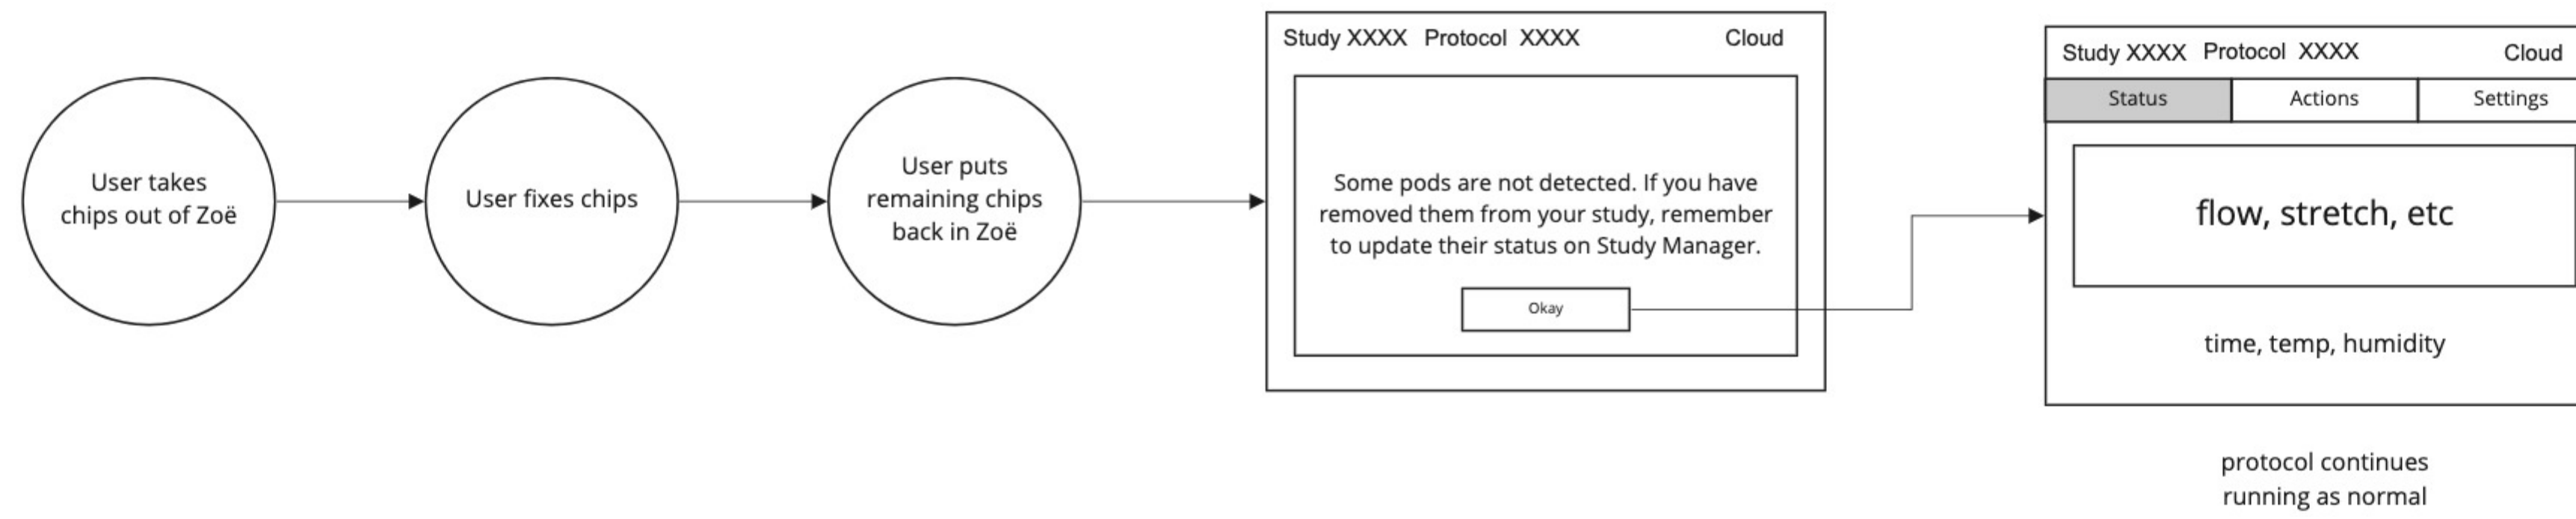 User takes
chips out of Zoë
User fixes chips
User puts
remaining chips
back in Zoë
Study XXXX Protocol XXXX Cloud
Some pods are not detected. If you have
removed them from your study, remember
to update their status on Study Manager.
Okay
Study XXXX Protocol XXXX Cloud
Status Actions Settings
flow, stretch, etc
time, temp, humidity
protocol continues
running as normal